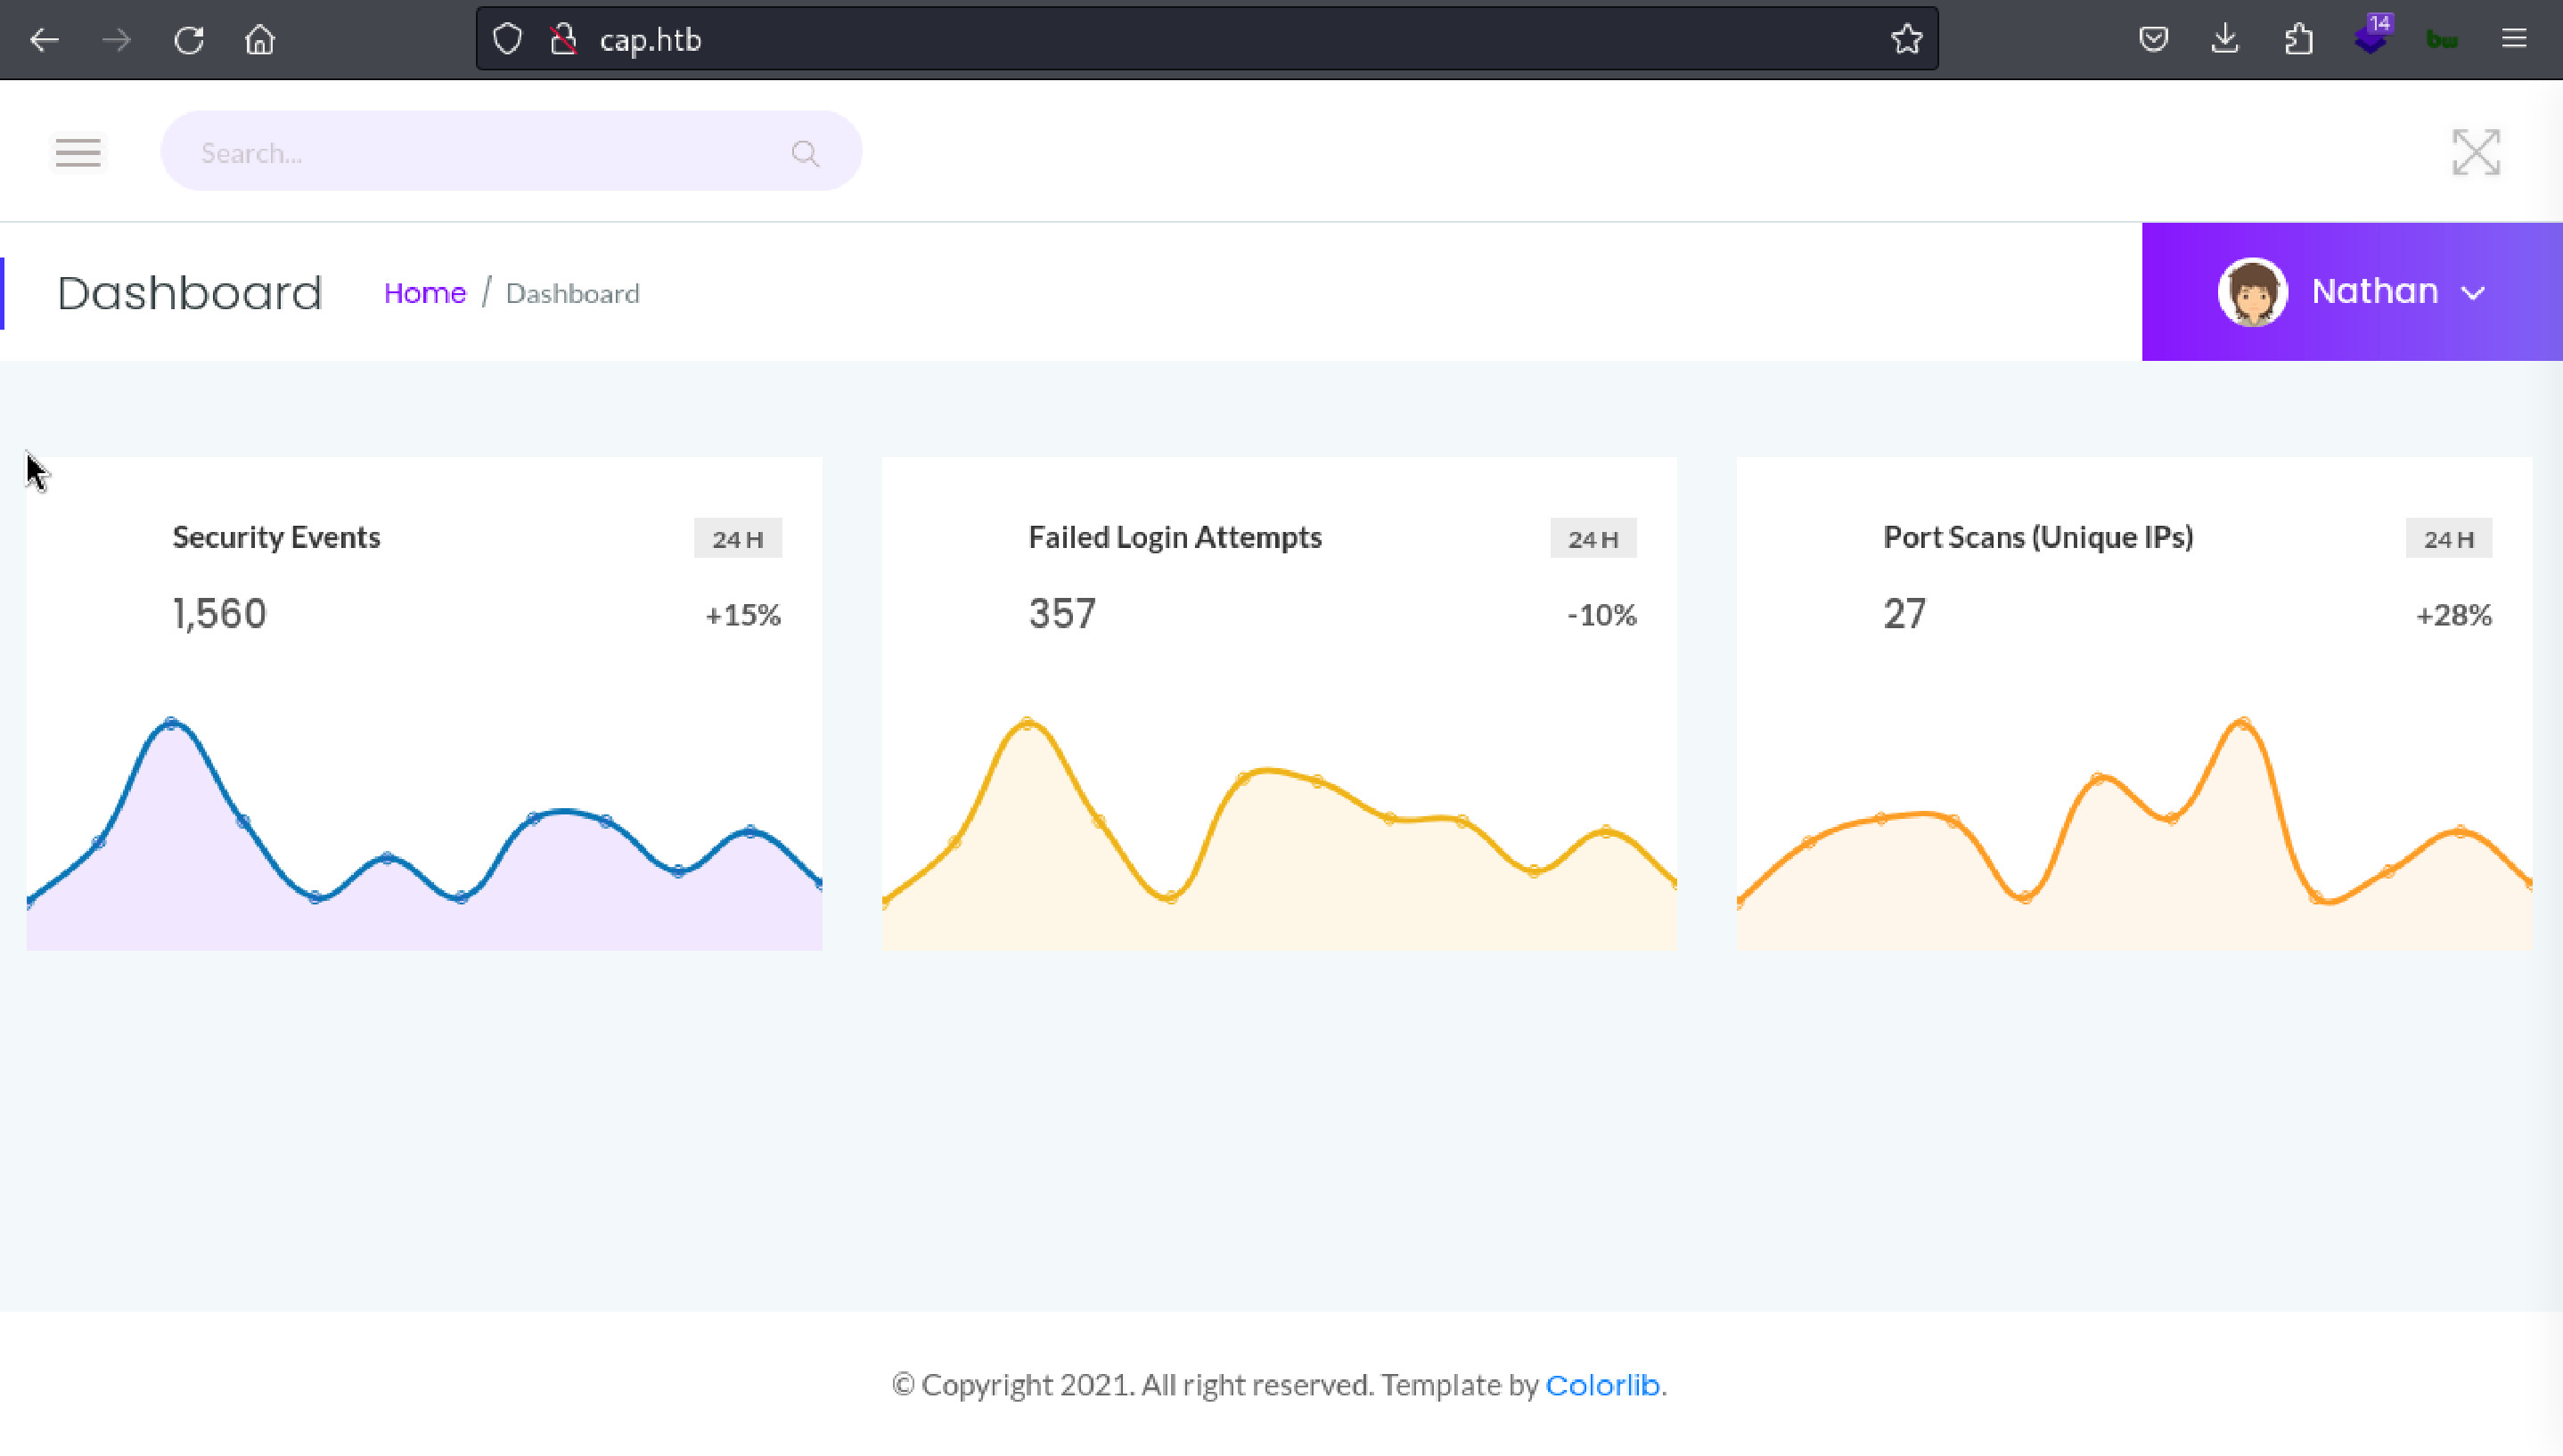 cap.htb
14
bw
Search...
Dashboard Home / Dashboard
Nathan
Security Events 24 H
1,560 +15%
Failed Login Attempts 24 H
357 -10%
Port Scans (Unique IPs) 24 H
27 +28%
© Copyright 2021. All right reserved. Template by Colorlib.